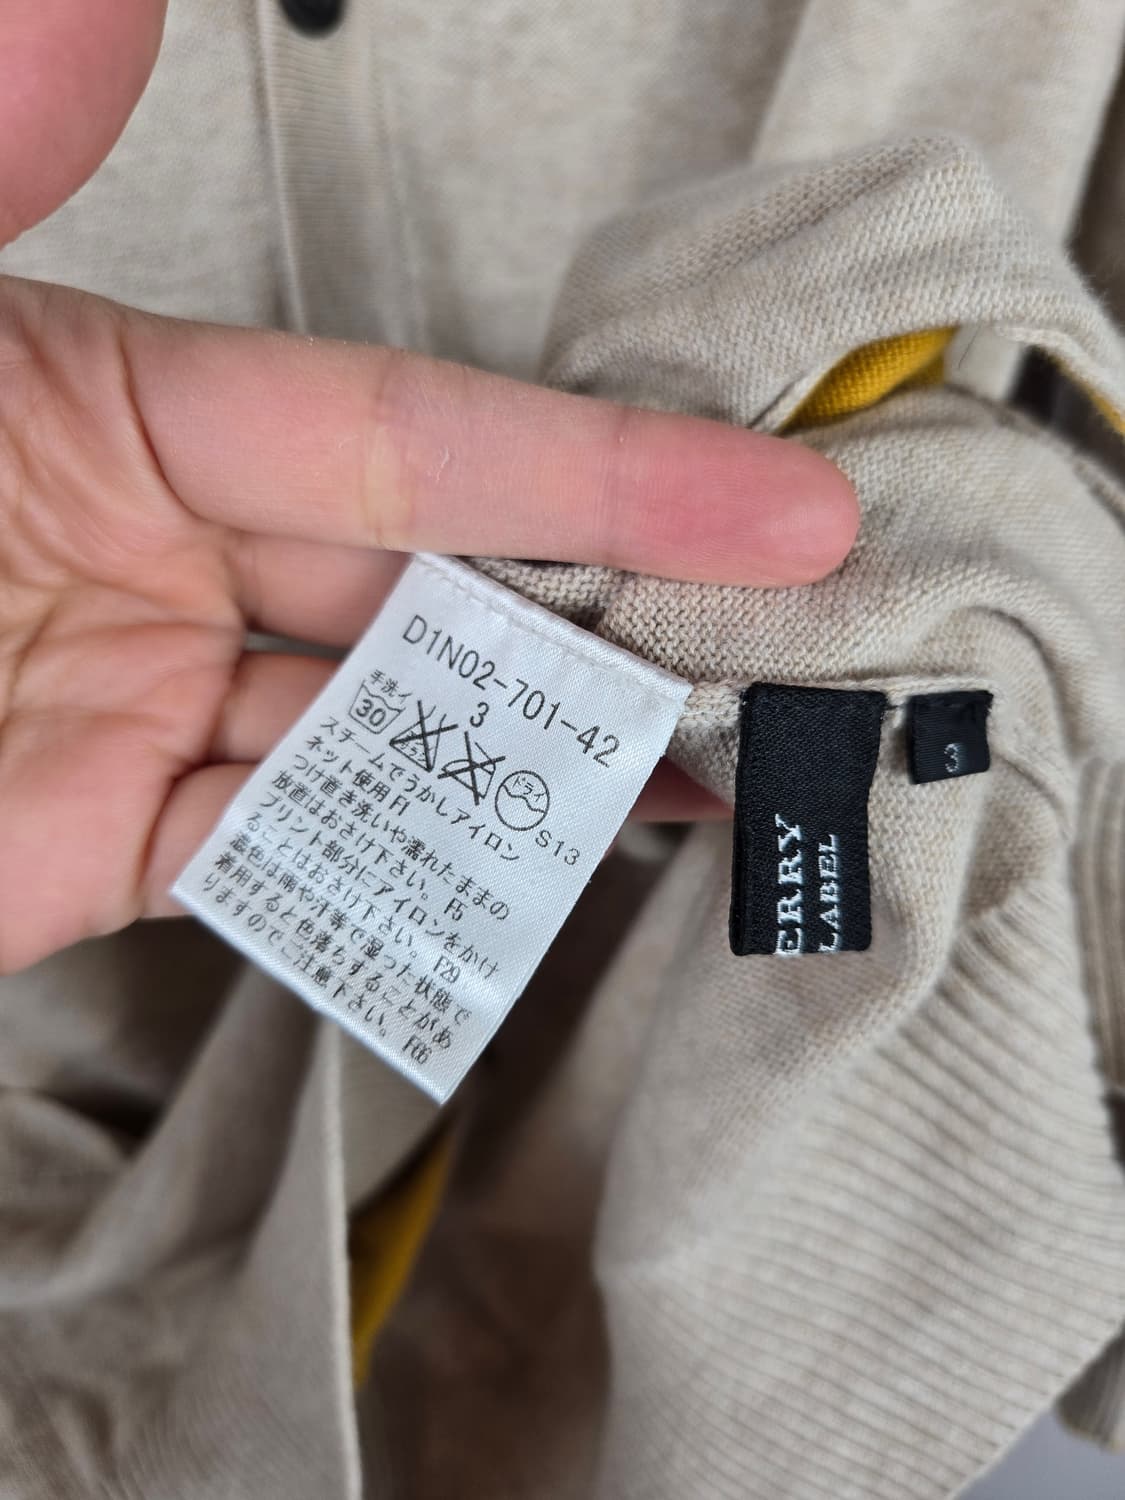 D1N02-701-42
3
手洗イ
30
ドライ
S13
スチームでうかしアイロン
ネット使用 F1
つけ置き洗いや濡れたままの
放置はおさけ下さい。 F5
プリント部分にアイロンをかけ
ることはおさけ下さい。 F29
濃色は雨や汗等で湿った状態で
着用すると色落ちすることがあ
りますのでご注意下さい。 F06
ERRY
LABEL
3